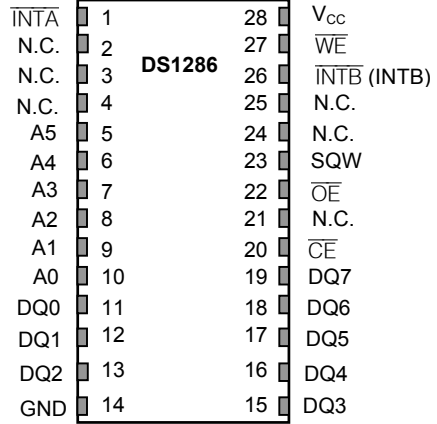 INTA 1 28 VCC
N.C. 2 27 WE
DS1286
N.C. 3 26 INTB (INTB)
N.C. 4 25 N.C.
A5 5 24 N.C.
A4 6 23 SQW
A3 7 22 OE
A2 8 21 N.C.
A1 9 20 CE
A0 10 19 DQ7
DQ0 11 18 DQ6
DQ1 12 17 DQ5
DQ2 13 16 DQ4
GND 14 15 DQ3